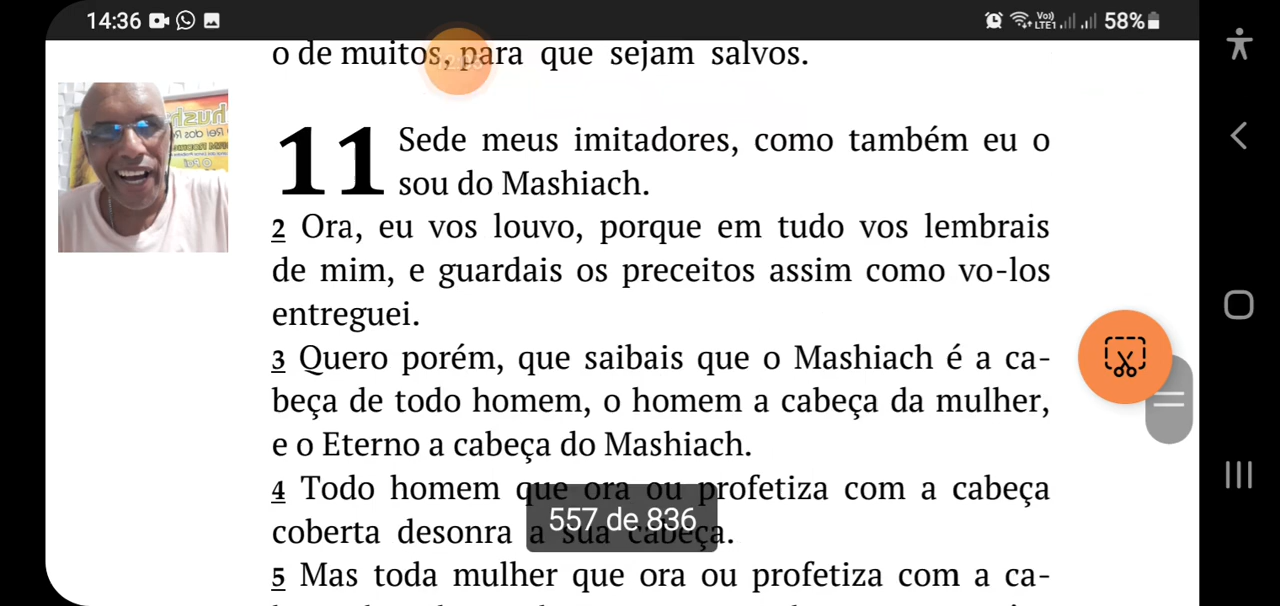 14:36
LTE1 58%
o de muitos, para que sejam salvos.
11 Sede meus imitadores, como também eu o
sou do Mashiach.
2 Ora, eu vos louvo, porque em tudo vos lembrais
de mim, e guardais os preceitos assim como vo-los
entreguei.
3 Quero porém, que saibais que o Mashiach é a ca-
beça de todo homem, o homem a cabeça da mulher,
e o Eterno a cabeça do Mashiach.
4 Todo homem que ora ou profetiza com a cabeça
coberta desonra a sua cabeça.
557 de 836
5 Mas toda mulher que ora ou profetiza com a ca-